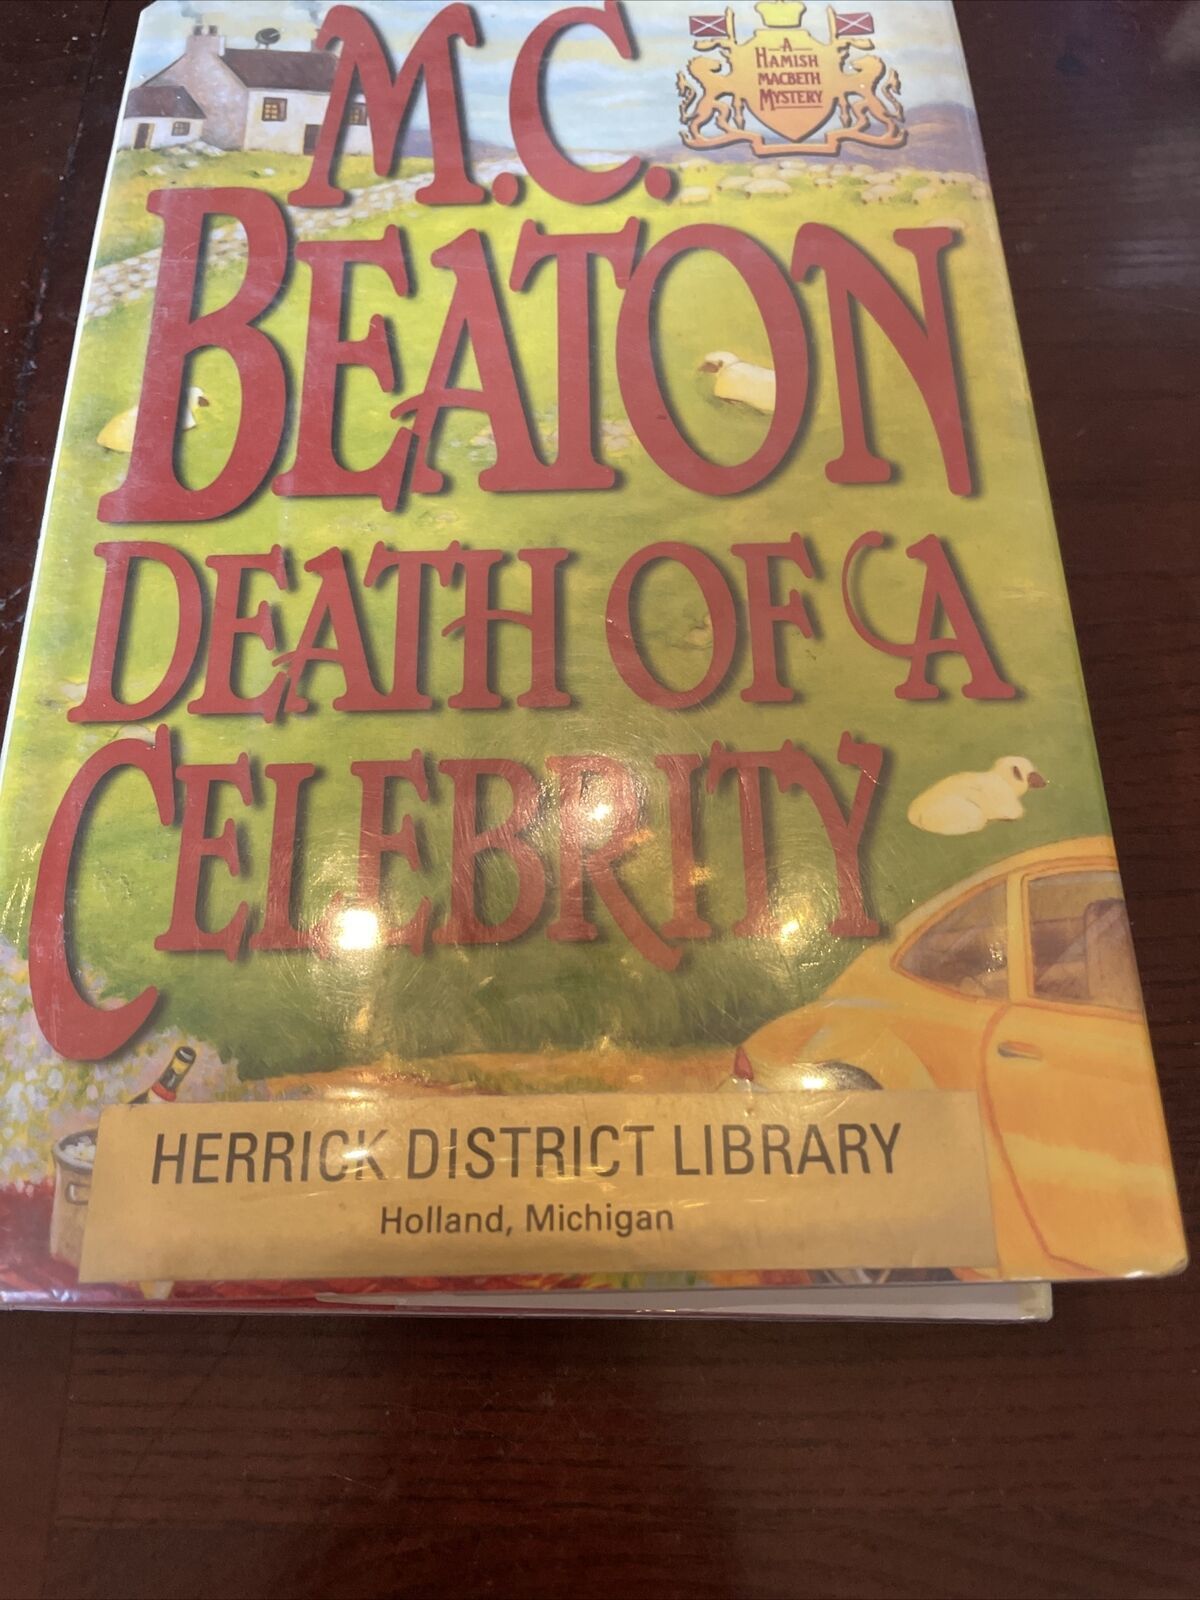 M.C.
BEATON
A
HAMISH
MACBETH
MYSTERY
DEATH OF A
CELEBRITY
HERRICK DISTRICT LIBRARY
Holland, Michigan